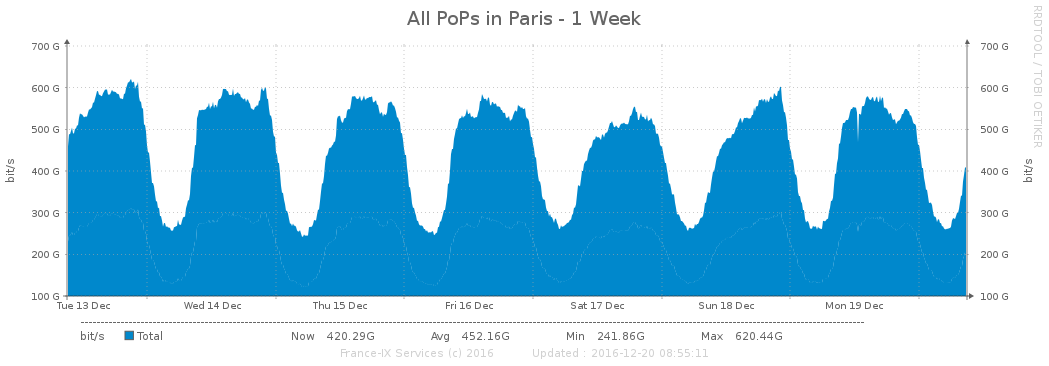 All PoPs in Paris - 1 Week
RRDTOOL / TOBI OETIKER
700 G 700 G
600 G 600 G
500 G 500 G
400 G 400 G
300 G 300 G
200 G 200 G
100 G 100 G
bit/s bit/s
Tue 13 Dec Wed 14 Dec Thu 15 Dec Fri 16 Dec Sat 17 Dec Sun 18 Dec Mon 19 Dec
bit/s Total Now 420.29G Avg 452.16G Min 241.86G Max 620.44G
France-IX Services (c) 2016 Updated : 2016-12-20 08:55:11